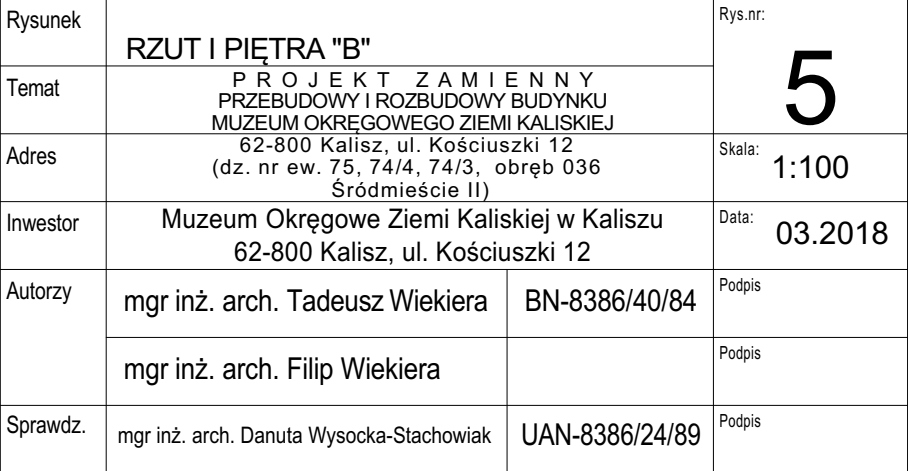 Rysunek
RZUT I PIĘTRA "B"
Rys.nr:
5
Temat
P R O J E K T   Z A M I E N N Y
PRZEBUDOWY I ROZBUDOWY BUDYNKU
MUZEUM OKRĘGOWEGO ZIEMI KALISKIEJ
Adres
62-800 Kalisz, ul. Kościuszki 12
(dz. nr ew. 75, 74/4, 74/3, obręb 036
Śródmieście II)
Skala:
1:100
Inwestor
Muzeum Okręgowe Ziemi Kaliskiej w Kaliszu
62-800 Kalisz, ul. Kościuszki 12
Data:
03.2018
Autorzy
mgr inż. arch. Tadeusz Wiekiera
BN-8386/40/84
Podpis
mgr inż. arch. Filip Wiekiera
Podpis
Sprawdz.
mgr inż. arch. Danuta Wysocka-Stachowiak
UAN-8386/24/89
Podpis